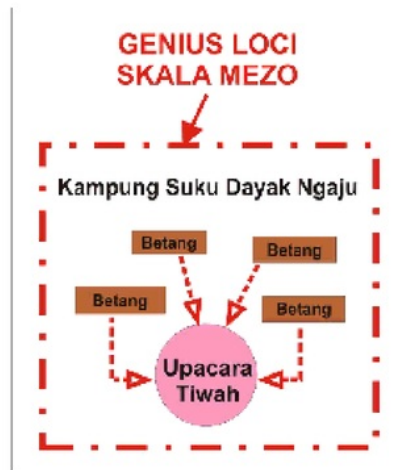 GENIUS LOCI
SKALA MEZO
Kampung Suku Dayak Ngaju
Betang
Betang
Betang
Betang
Upacara
Tiwah